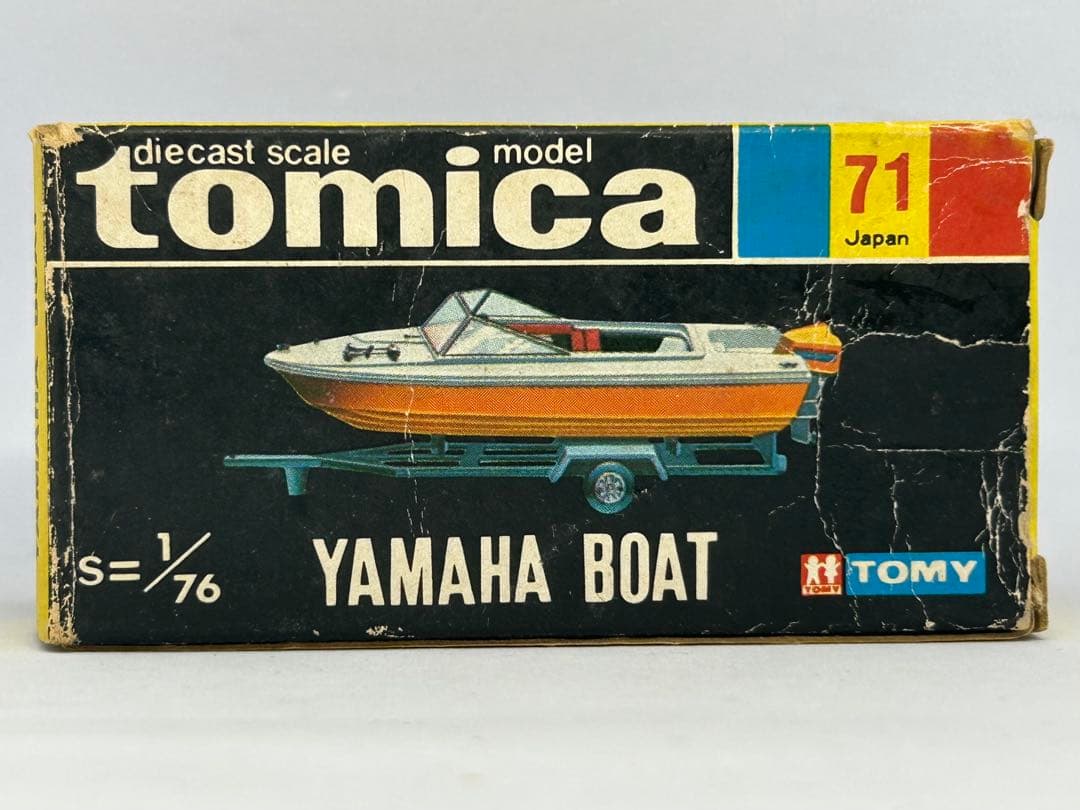 diecast scale model
tomica
71
Japan
S=1/76
YAMAHA BOAT
TOMY
TOMY